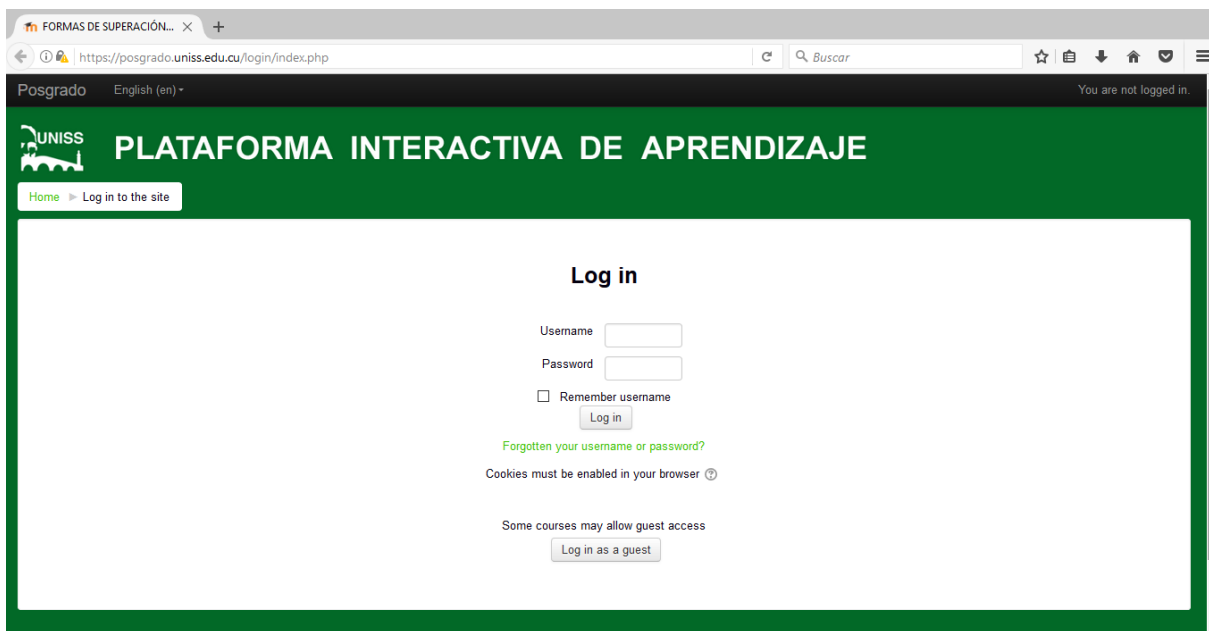 FORMAS DE SUPERACIÓN...
https://posgrado.uniss.edu.cu/login/index.php
Buscar
Posgrado English (en)
You are not logged in.
UNISS
PLATAFORMA INTERACTIVA DE APRENDIZAJE
Home Log in to the site
Log in
Username
Password
Remember username
Log in
Forgotten your username or password?
Cookies must be enabled in your browser ?
Some courses may allow guest access
Log in as a guest